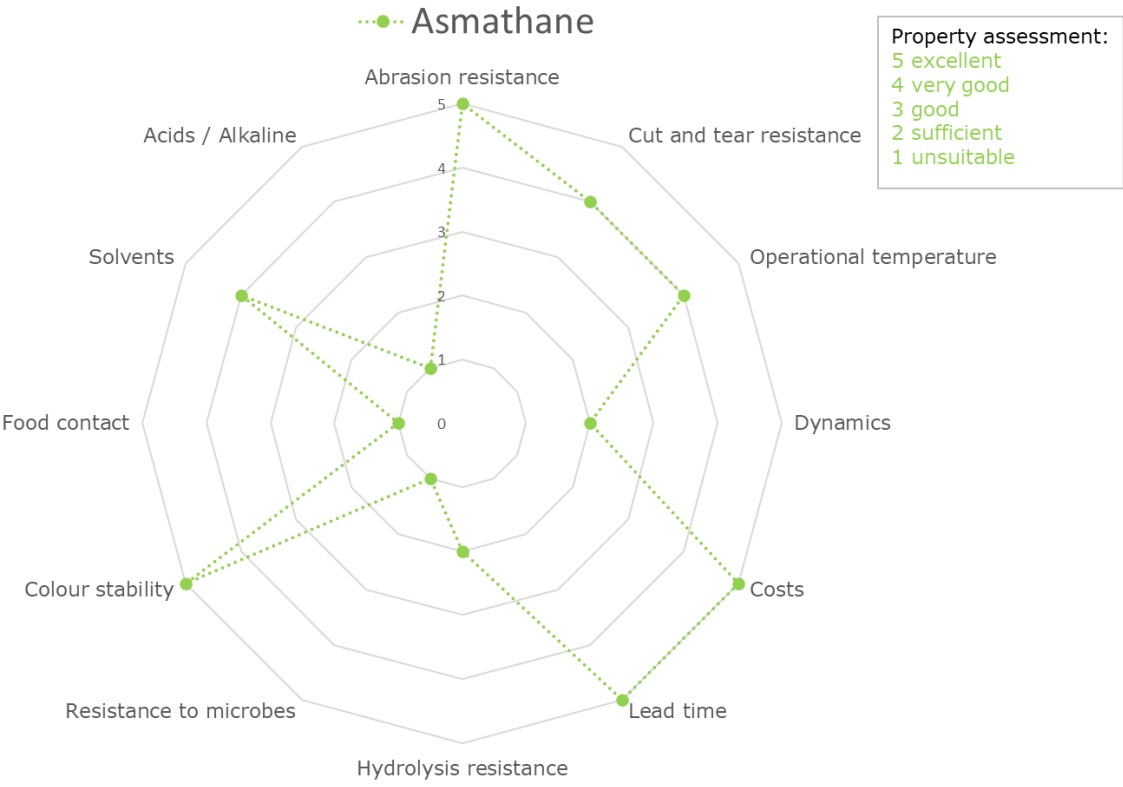 Asmathane
Property assessment:
5 excellent
4 very good
3 good
2 sufficient
1 unsuitable
Abrasion resistance
Cut and tear resistance
Operational temperature
Dynamics
Costs
Lead time
Hydrolysis resistance
Resistance to microbes
Colour stability
Food contact
Solvents
Acids / Alkaline
5
4
3
2
1
0